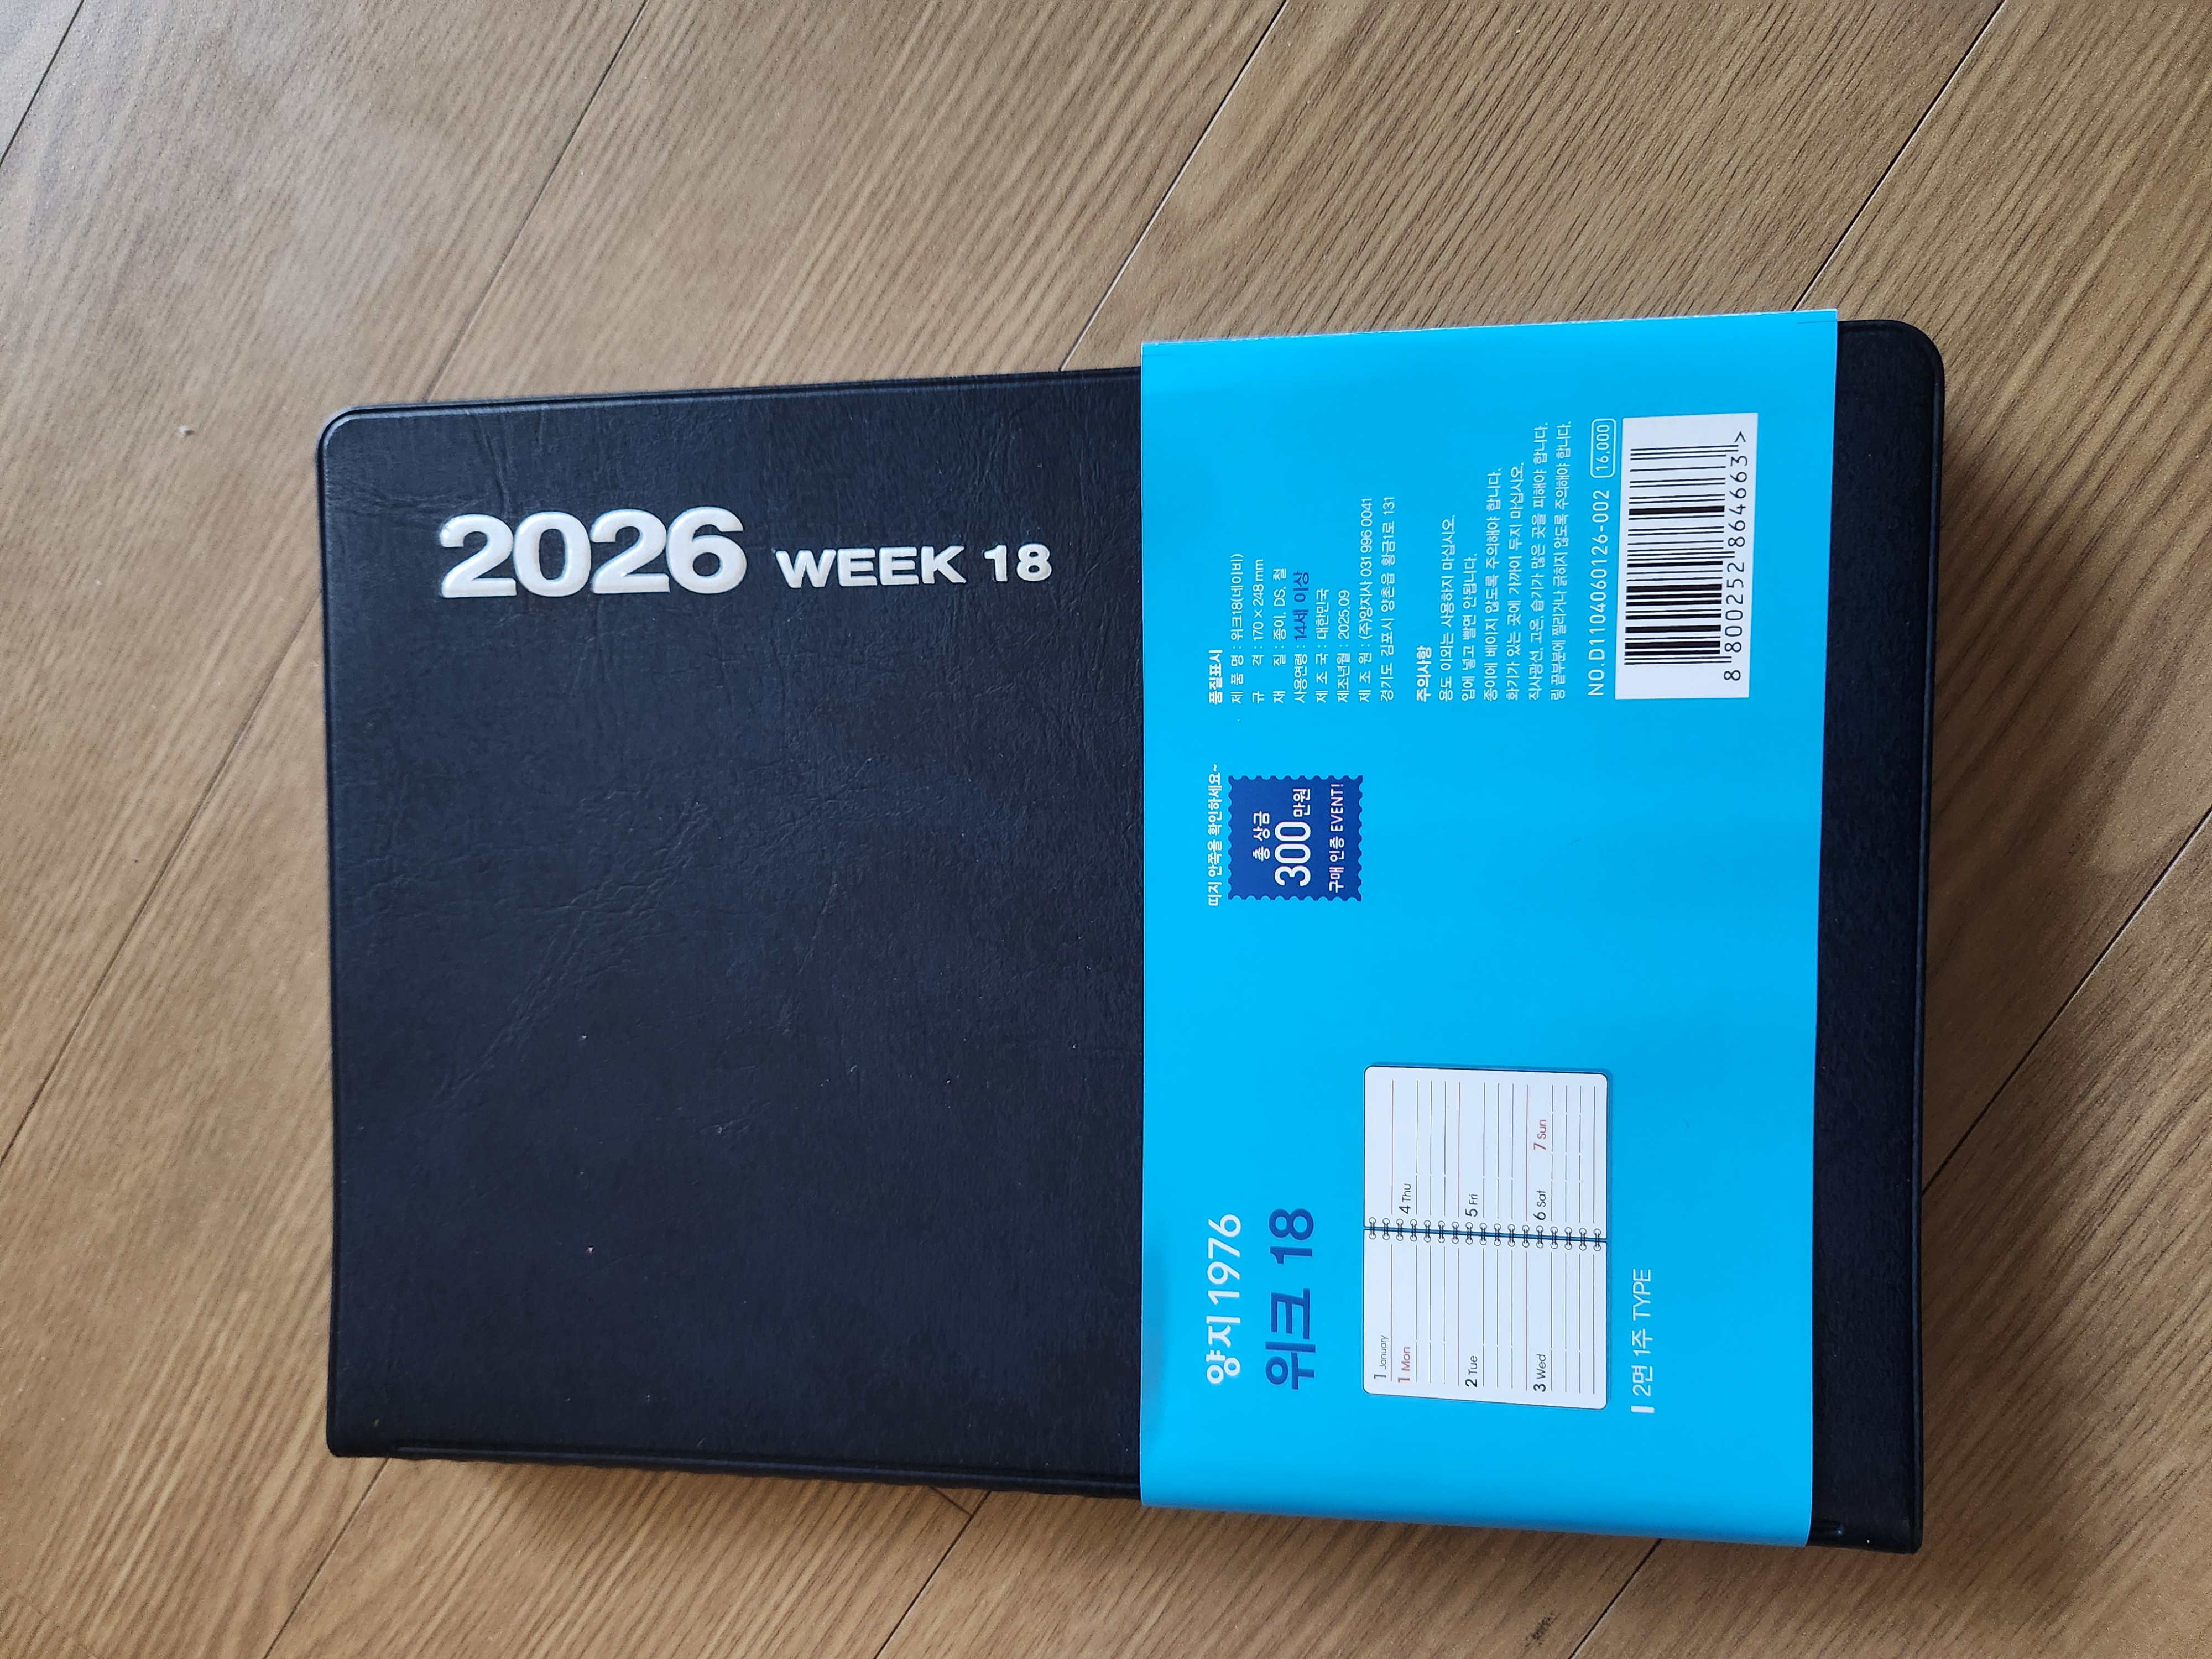 2026 WEEK 18
양지1976
위크 18
1 January
1 Mon
2 Tue
3 Wed
4 Thu
5 Fri
6 Sat
7 Sun
2면 1주 TYPE
띠지 안쪽을 확인하세요~
총 상금
300만원
구매 인증 EVENT!
품질표시
제 품 명 : 위크18(네이비)
규 격 : 170 × 248 mm
재 질 : 종이, DS, 철
사용연령 : 14세 이상
제 조 국 : 대한민국
제조년월 : 2025.09
제 조 원 : (주)양지사 031 996 0041
경기도 김포시 양촌읍 황금1로 131
주의사항
용도 이외는 사용하지 마십시오.
입에 넣고 빨면 안됩니다.
종이에 베이지 않도록 주의해야 합니다.
화기가 있는 곳에 가까이 두지 마십시오.
직사광선, 고온, 습기가 많은 곳을 피해야 합니다.
링 끝부분에 찔리거나 긁히지 않도록 주의해야 합니다.
NO.D1104060126-002 16,000
8 800252 864663 >